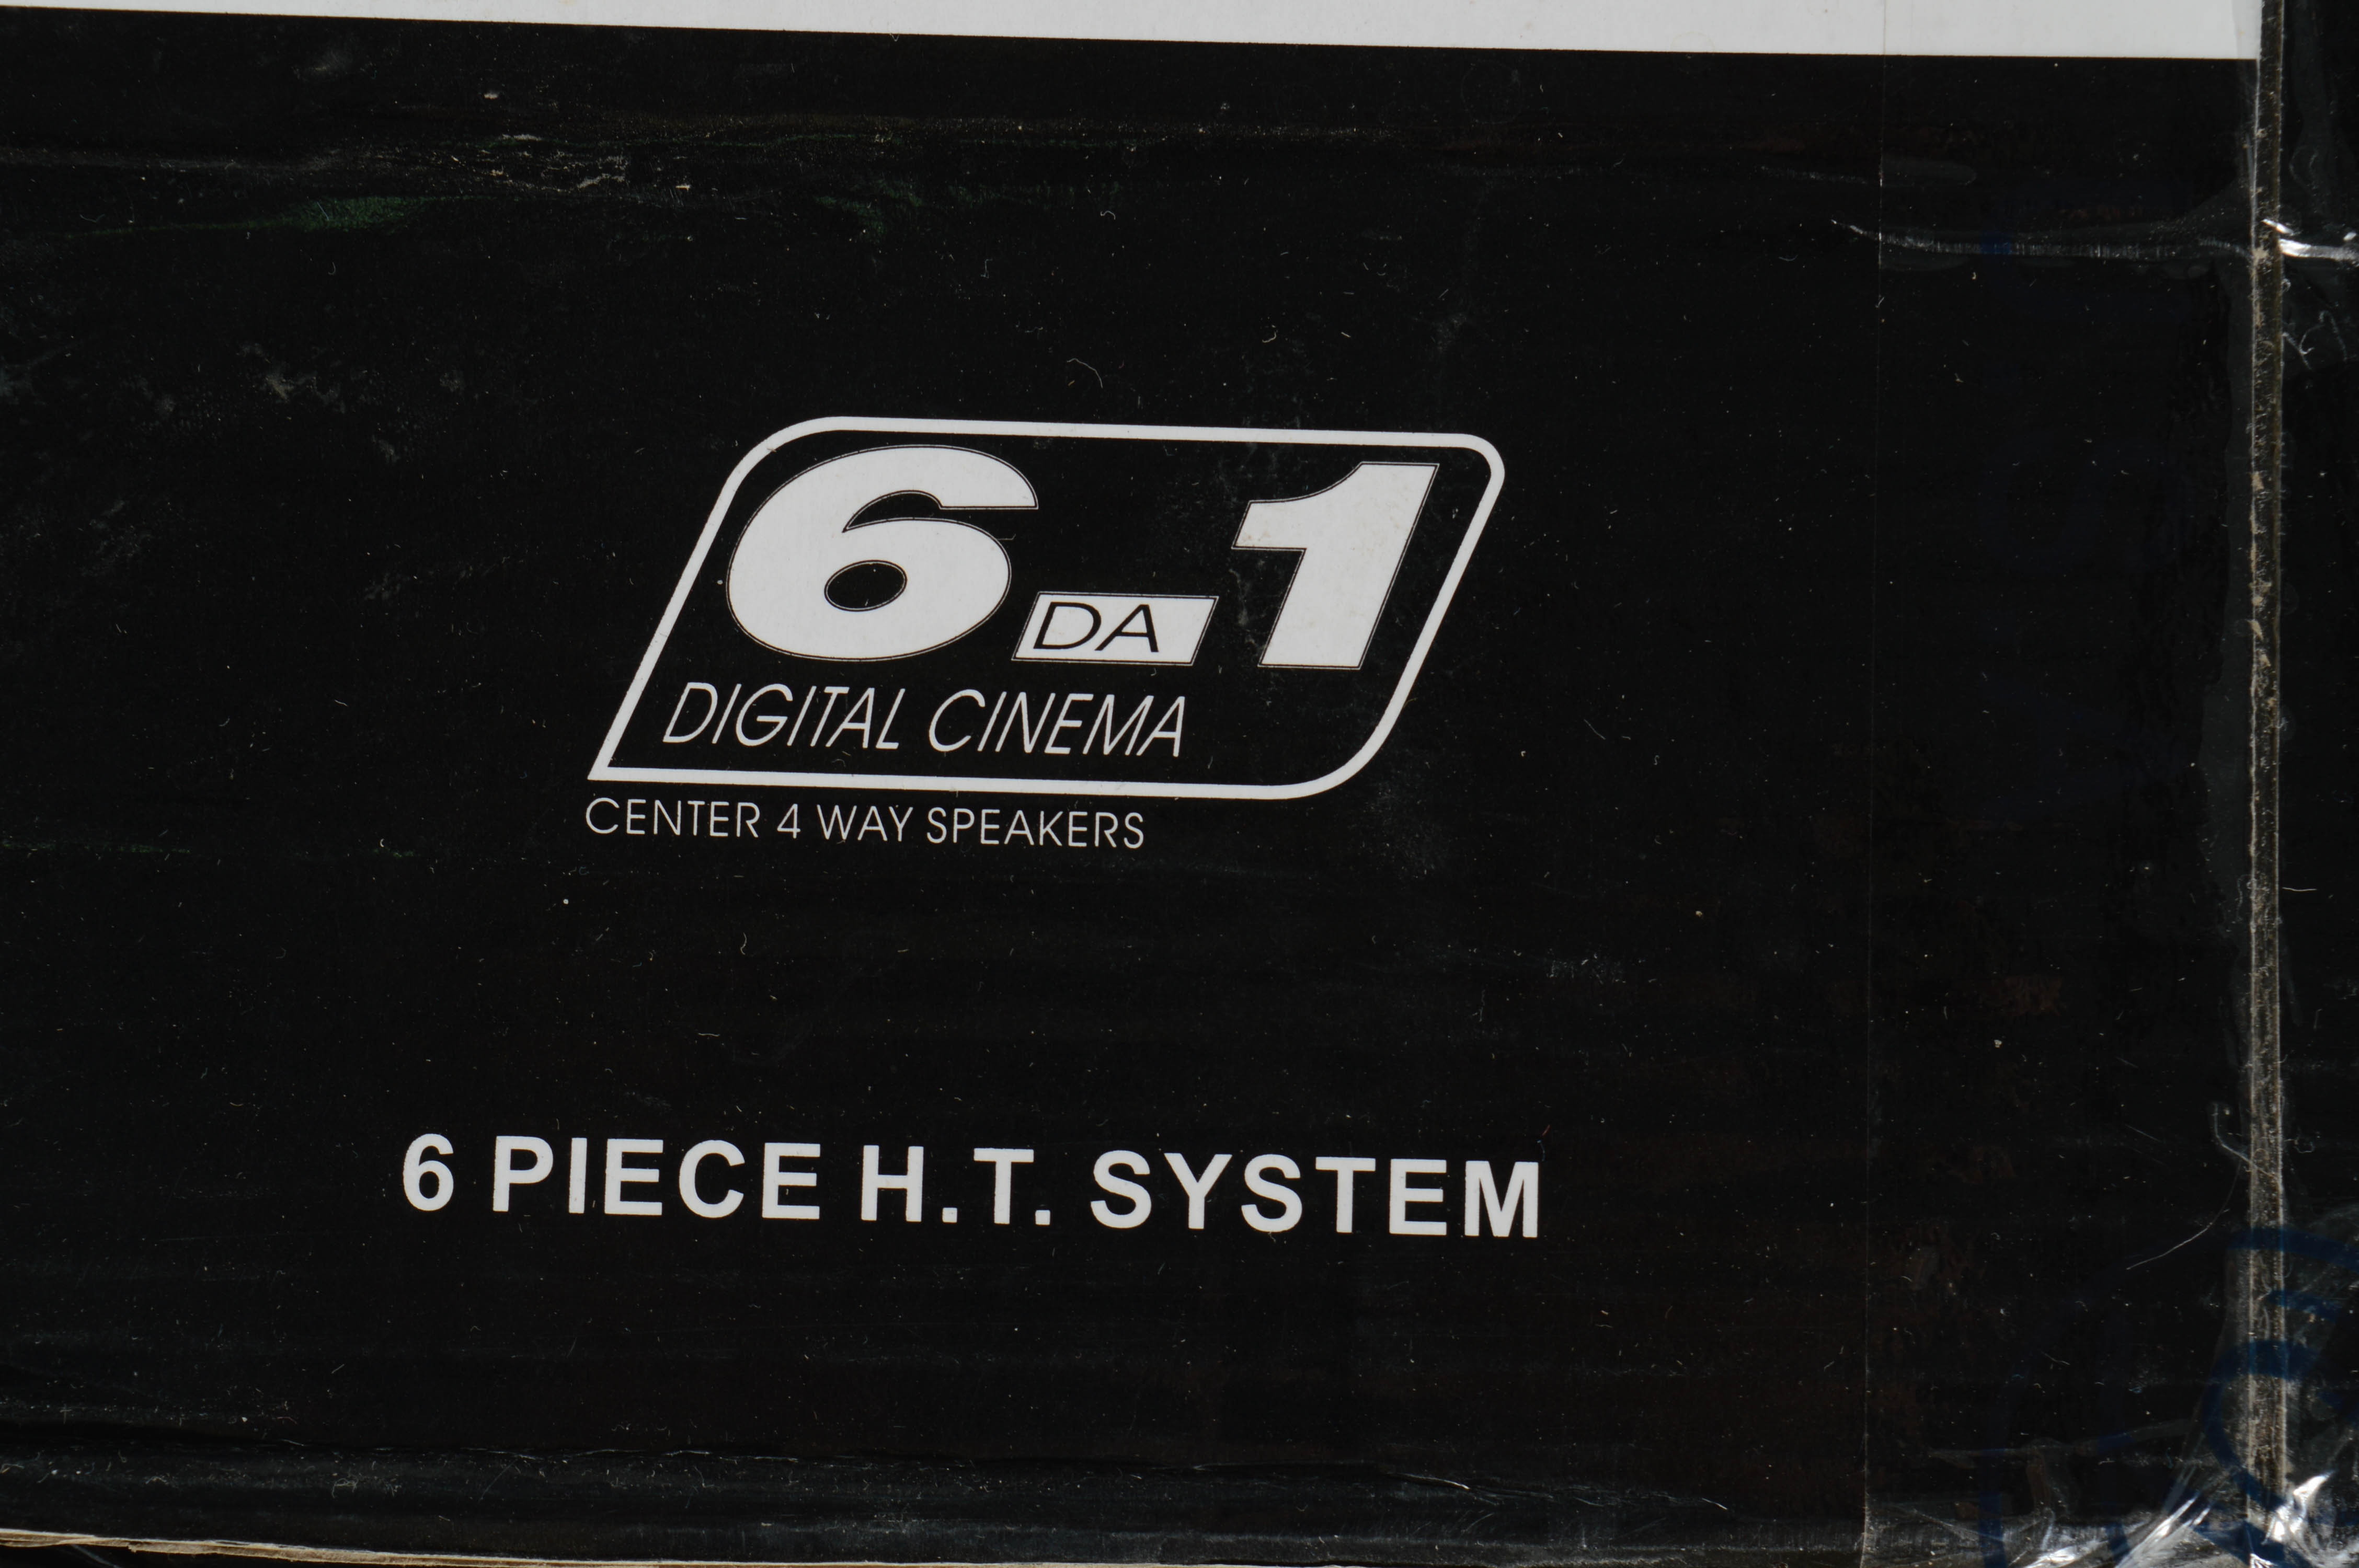 6 DA 1
DIGITAL CINEMA
CENTER 4 WAY SPEAKERS
6 PIECE H.T. SYSTEM